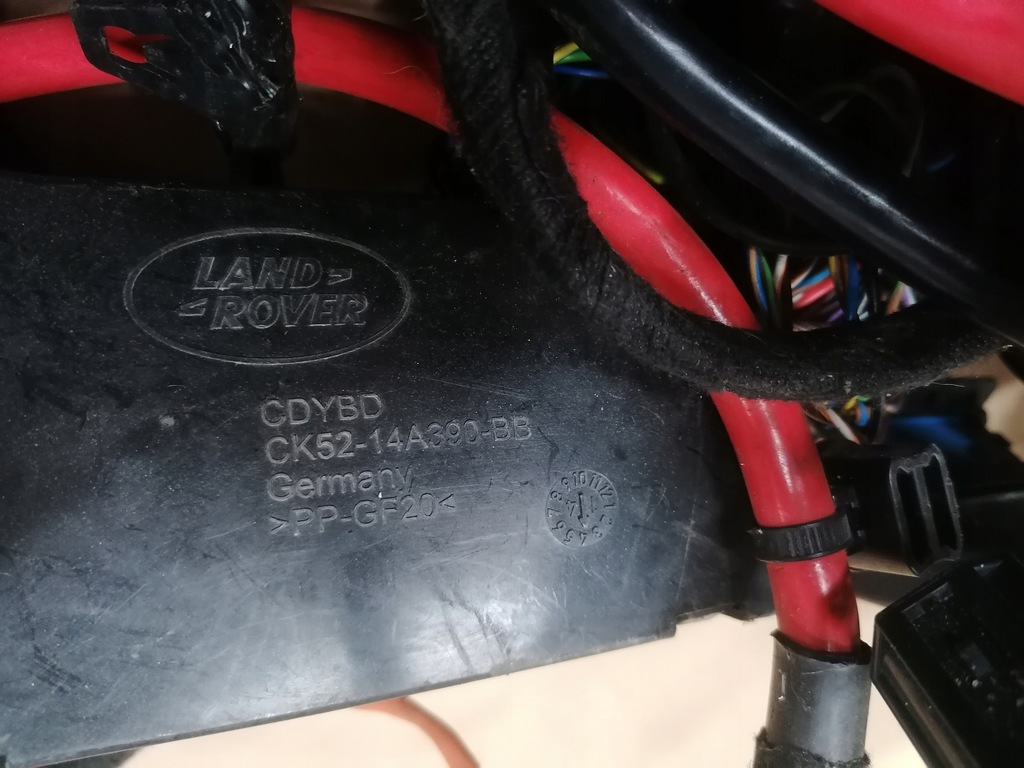 LAND
ROVER
CDYBD
CK52-14A390-BB
Germany
>PP-GF20<